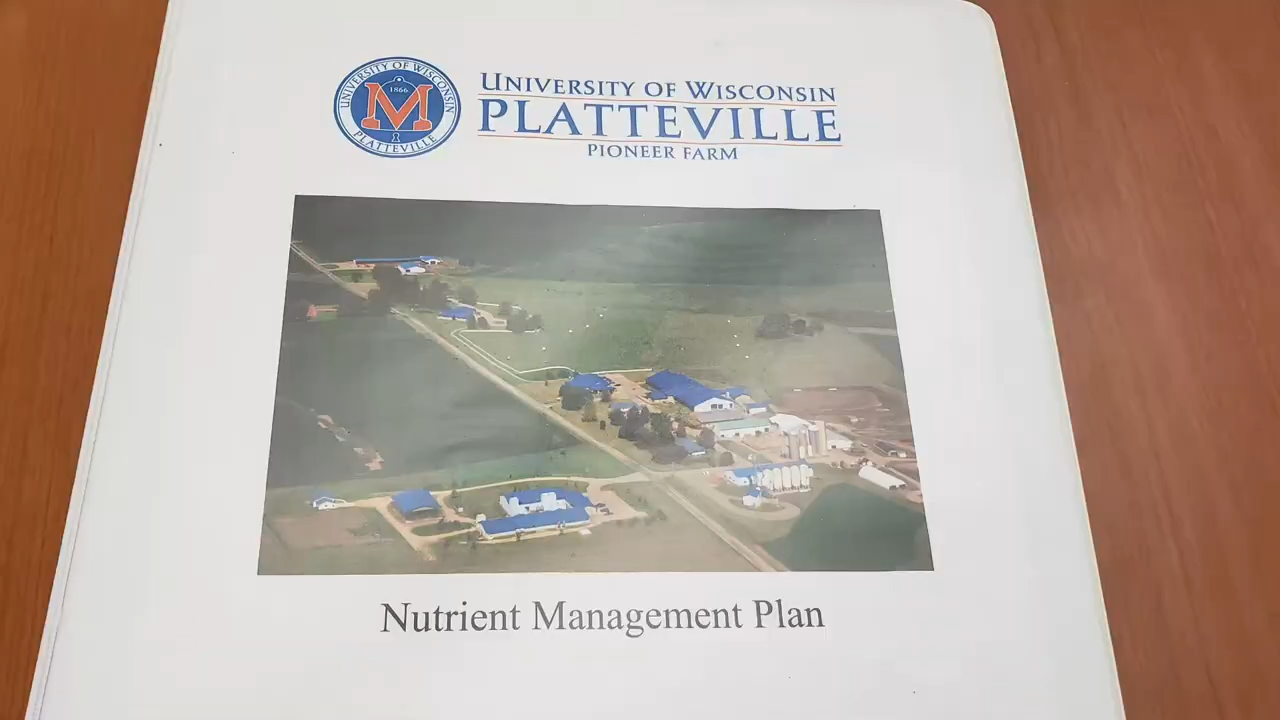 UNIVERSITY OF WISCONSIN
1866
M
PLATTEVILLE
UNIVERSITY OF WISCONSIN
PLATTEVILLE
PIONEER FARM
Nutrient Management Plan